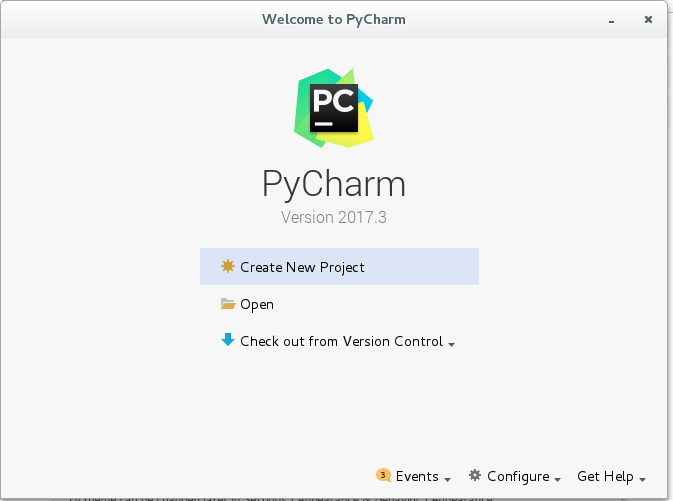 Welcome to PyCharm
PC
PyCharm
Version 2017.3
Create New Project
Open
Check out from Version Control
3 Events Configure Get Help